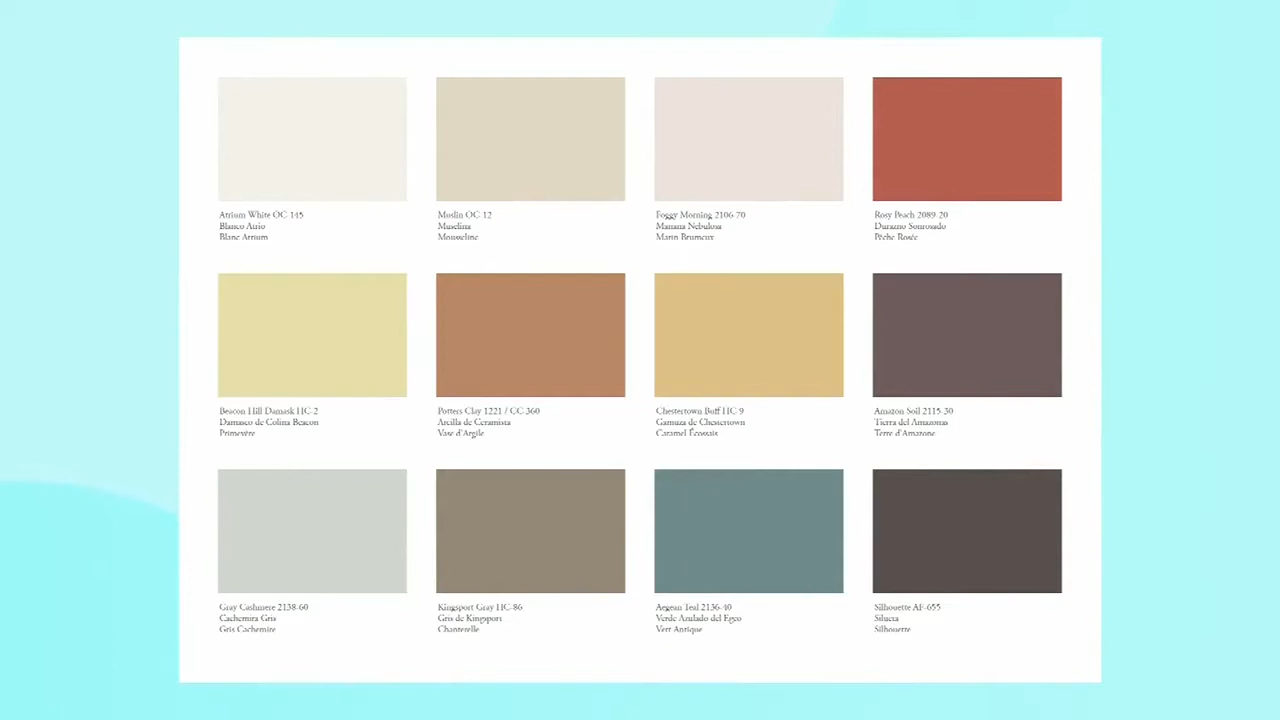 Atrium White OC-145
Blanco Atrio
Blanc Atrium
Muslin OC-12
Muselina
Mousseline
Foggy Morning 2106-70
Manana Nebulosa
Matin Brumeux
Rosy Peach 2089-20
Durazno Sonrosado
Pêche Rosée
Beacon Hill Damask HC-2
Damasco de Colina Beacon
Primevère
Potters Clay 1221 / CC-360
Arcilla de Ceramista
Vase d'Argile
Chestertown Buff HC-9
Gamuza de Chestertown
Caramel Écossais
Amazon Soil 2115-30
Tierra del Amazonas
Terre d'Amazone
Gray Cashmere 2138-60
Cachemira Gris
Gris Cachemire
Kingsport Gray HC-86
Gris de Kingsport
Chanterelle
Aegean Teal 2136-40
Verde Azulado del Egeo
Vert Antique
Silhouette AF-655
Silueta
Silhouette